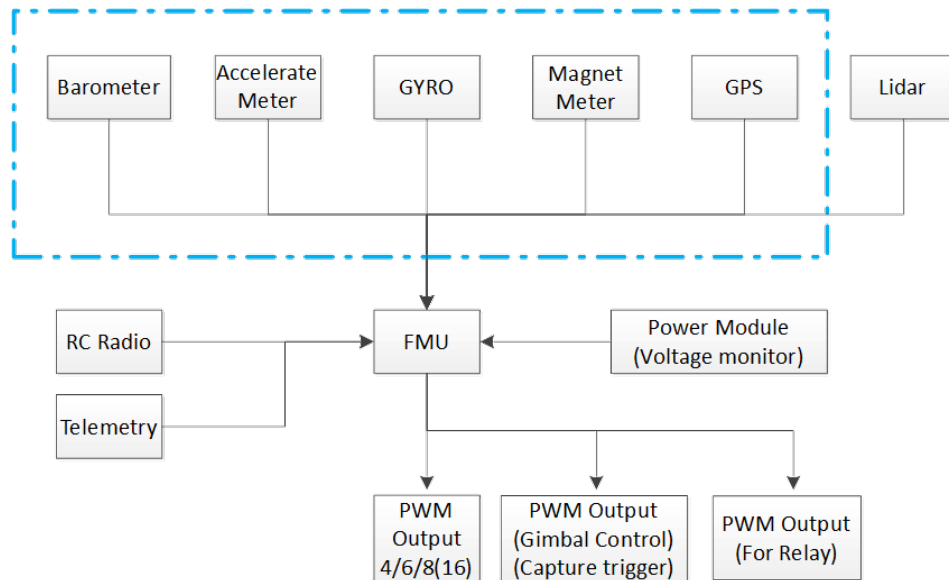 Barometer
Accelerate
Meter
GYRO
Magnet
Meter
GPS
Lidar
RC Radio
FMU
Power Module
(Voltage monitor)
Telemetry
PWM
Output
4/6/8(16)
PWM Output
(Gimbal Control)
(Capture trigger)
PWM Output
(For Relay)